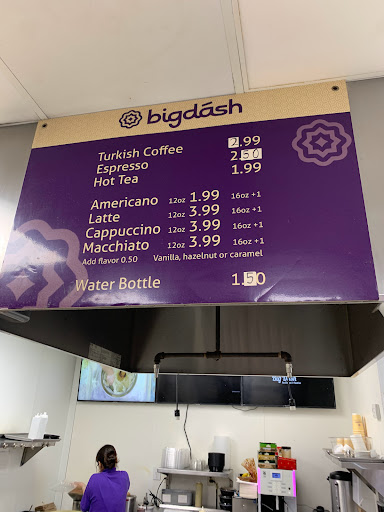 bigdásh
Turkish Coffee 2.99
Espresso 2.50
Hot Tea 1.99
Americano 12oz 1.99 16oz +1
Latte 12oz 3.99 16oz +1
Cappuccino 12oz 3.99 16oz +1
Macchiato 12oz 3.99 16oz +1
Add flavor 0.50 Vanilla, hazelnut or caramel
Water Bottle 1.50